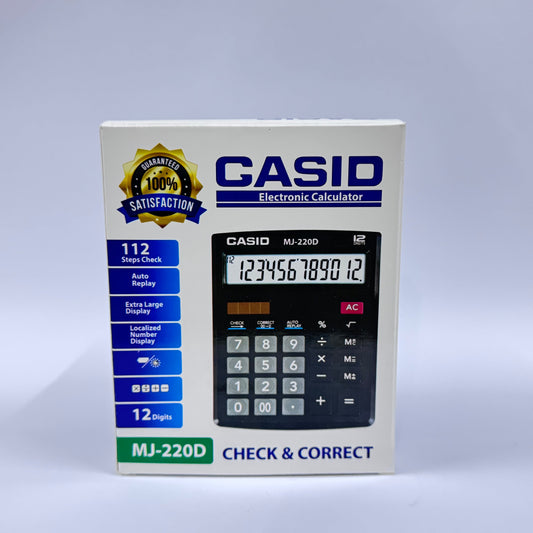 GUARANTEED
100%
SATISFACTION
CASID
Electronic Calculator
112
Steps Check
Auto
Replay
Extra Large
Display
Localized
Number
Display
12 Digits
MJ-220D
CHECK & CORRECT
CASID MJ-220D 12
123456789012.
AC
CHECK CORRECT AUTO REPLAY % √
7 8 9 ÷
4 5 6 ×
1 2 3 −
0 00 · + =